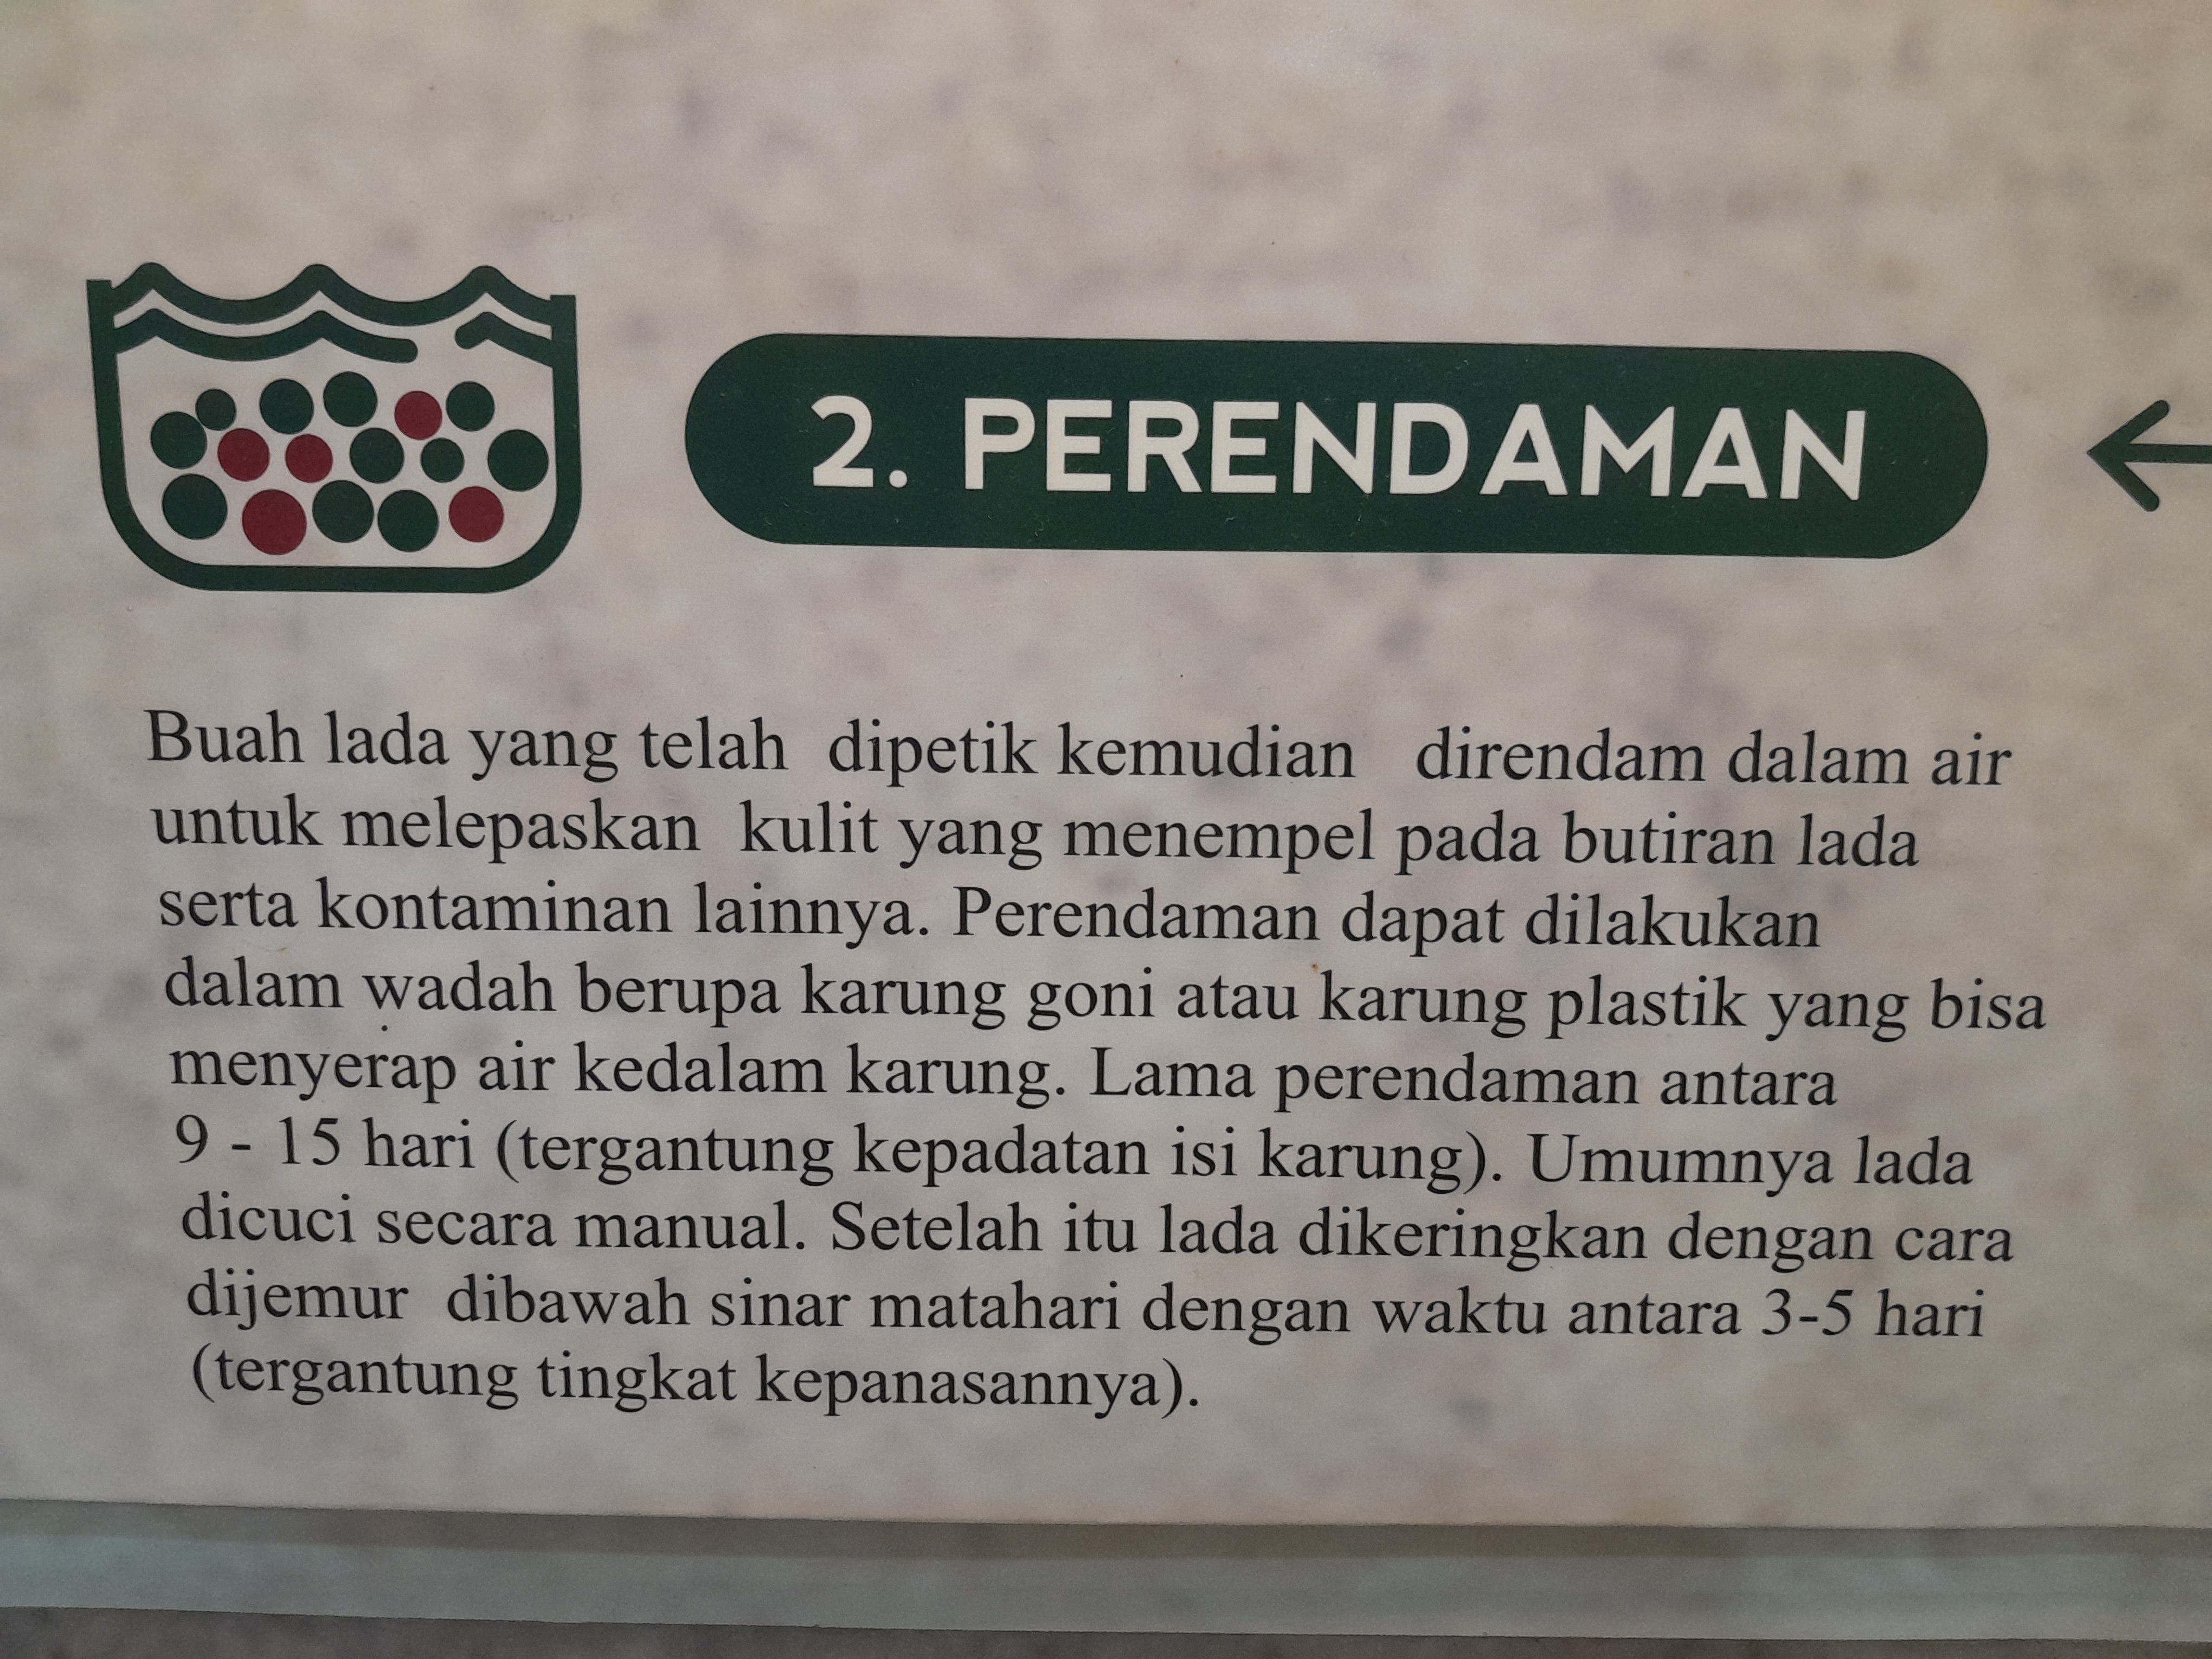 2. PERENDAMAN
Buah lada yang telah dipetik kemudian direndam dalam air
untuk melepaskan kulit yang menempel pada butiran lada
serta kontaminan lainnya. Perendaman dapat dilakukan
dalam wadah berupa karung goni atau karung plastik yang bisa
menyerap air kedalam karung. Lama perendaman antara
9 - 15 hari (tergantung kepadatan isi karung). Umumnya lada
dicuci secara manual. Setelah itu lada dikeringkan dengan cara
dijemur dibawah sinar matahari dengan waktu antara 3-5 hari
(tergantung tingkat kepanasannya).